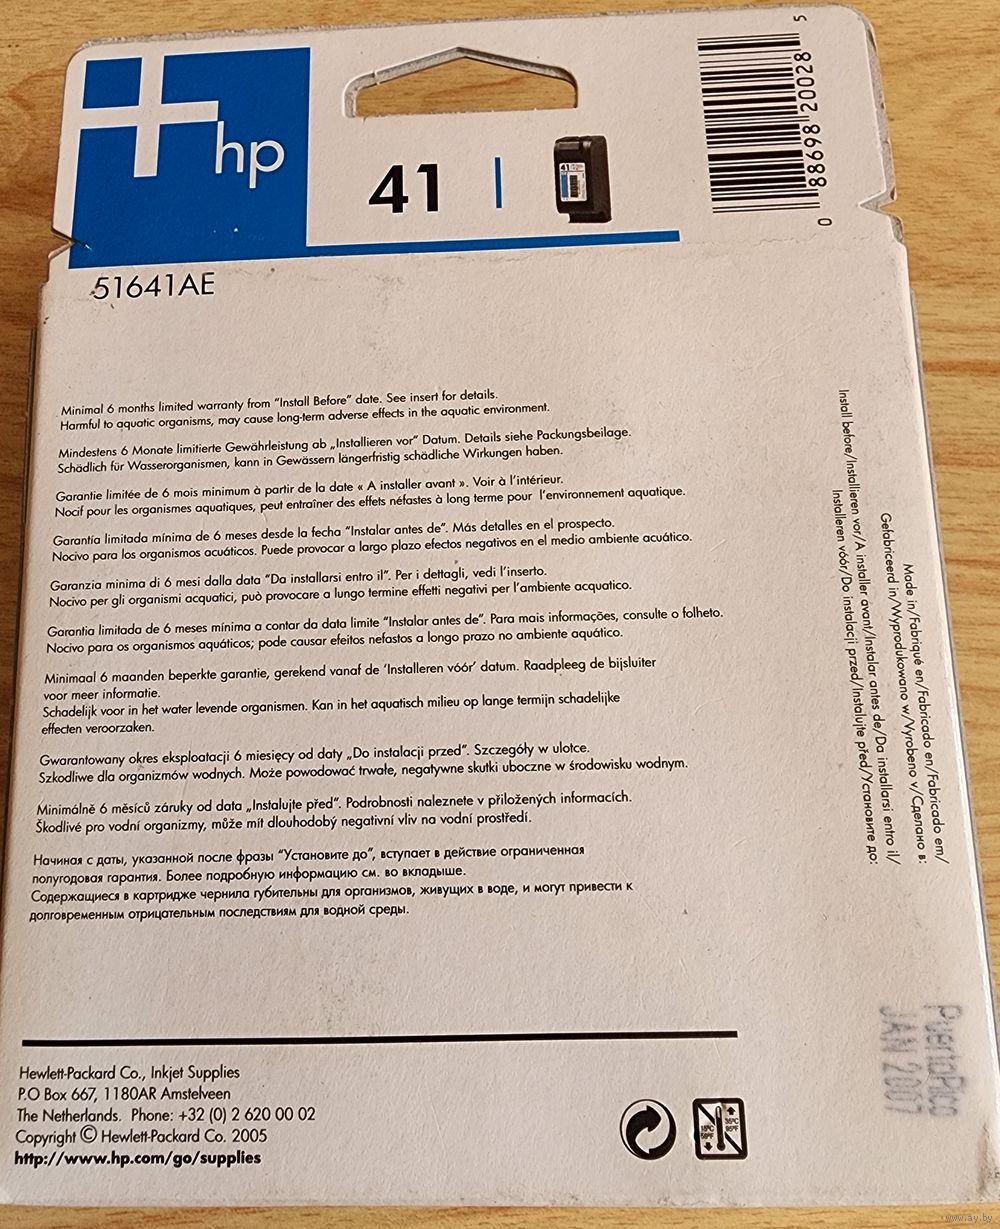 hp
41
41
0 88698 20028 5
51641AE
Minimal 6 months limited warranty from “Install Before” date. See insert for details.
Harmful to aquatic organisms, may cause long-term adverse effects in the aquatic environment.
Mindestens 6 Monate limitierte Gewährleistung ab „Installieren vor” Datum. Details siehe Packungsbeilage.
Schädlich für Wasserorganismen, kann in Gewässern längerfristig schädliche Wirkungen haben.
Garantie limitée de 6 mois minimum à partir de la date « A installer avant ». Voir à l’intérieur.
Nocif pour les organismes aquatiques, peut entraîner des effets néfastes à long terme pour l’environnement aquatique.
Garantía limitada mínima de 6 meses desde la fecha “Instalar antes de”. Más detalles en el prospecto.
Nocivo para los organismos acuáticos. Puede provocar a largo plazo efectos negativos en el medio ambiente acuático.
Garanzia minima di 6 mesi dalla data “Da installarsi entro il”. Per i dettagli, vedi l’inserto.
Nocivo per gli organismi acquatici, può provocare a lungo termine effetti negativi per l’ambiente acquatico.
Garantia limitada de 6 meses mínima a contar da data limite “Instalar antes de”. Para mais informações, consulte o folheto.
Nocivo para os organismos aquáticos; pode causar efeitos nefastos a longo prazo no ambiente aquático.
Minimaal 6 maanden beperkte garantie, gerekend vanaf de ‘Installeren vóór’ datum. Raadpleeg de bijsluiter
voor meer informatie.
Schadelijk voor in het water levende organismen. Kan in het aquatisch milieu op lange termijn schadelijke
effecten veroorzaken.
Gwarantowany okres eksploatacji 6 miesięcy od daty „Do instalacji przed”. Szczegóły w ulotce.
Szkodliwe dla organizmów wodnych. Może powodować trwałe, negatywne skutki uboczne w środowisku wodnym.
Minimálně 6 měsíců záruky od data „Instalujte před”. Podrobnosti naleznete v přiložených informacích.
Škodlivé pro vodní organizmy, může mít dlouhodobý negativní vliv na vodní prostředí.
Начиная с даты, указанной после фразы “Установите до”, вступает в действие ограниченная
полугодовая гарантия. Более подробную информацию см. во вкладыше.
Содержащиеся в картридже чернила губительны для организмов, живущих в воде, и могут привести к
долговременным отрицательным последствиям для водной среды.
Made in/Fabriqué en/Fabricado en/Fabricado em/
Gefabriceerd in/Wyprodukowano w/Vyrobeno v/Сделано в:
Install before/Installieren vor/A installer avant/Instalar antes de/Da installarsi entro il/
Installeren vóór/Do instalacji przed/Instalujte před/Установите до:
PuertoRico
JAN 2007
Hewlett-Packard Co., Inkjet Supplies
P.O Box 667, 1180AR Amstelveen
The Netherlands. Phone: +32 (0) 2 620 00 02
Copyright © Hewlett-Packard Co. 2005
http://www.hp.com/go/supplies
15°C
59°F
35°C
95°F
www.ay.by